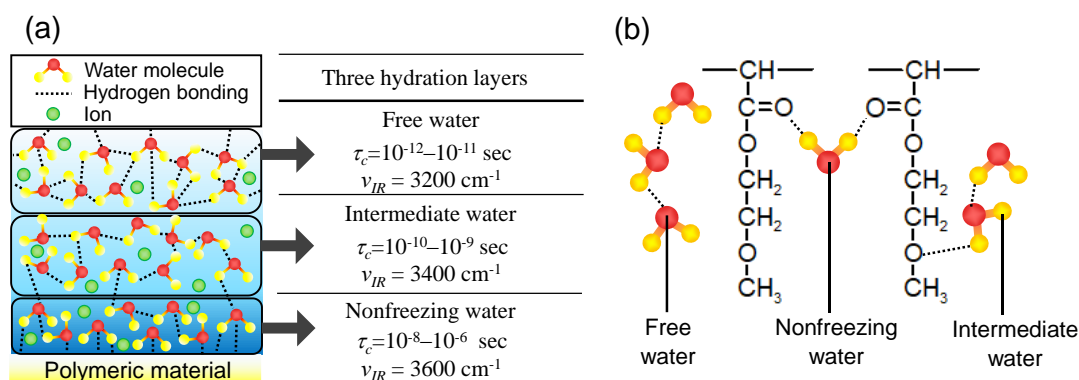 (a)
Water molecule
Hydrogen bonding
Ion
Polymeric material
Three hydration layers
Free water
τc=10-12–10-11 sec
νIR = 3200 cm-1
Intermediate water
τc=10-10–10-9 sec
νIR = 3400 cm-1
Nonfreezing water
τc=10-8–10-6 sec
νIR = 3600 cm-1
(b)
CH
C=O
O
CH2
CH2
O
CH3
CH
O=C
O
CH2
CH2
O
CH3
Free
water
Nonfreezing
water
Intermediate
water